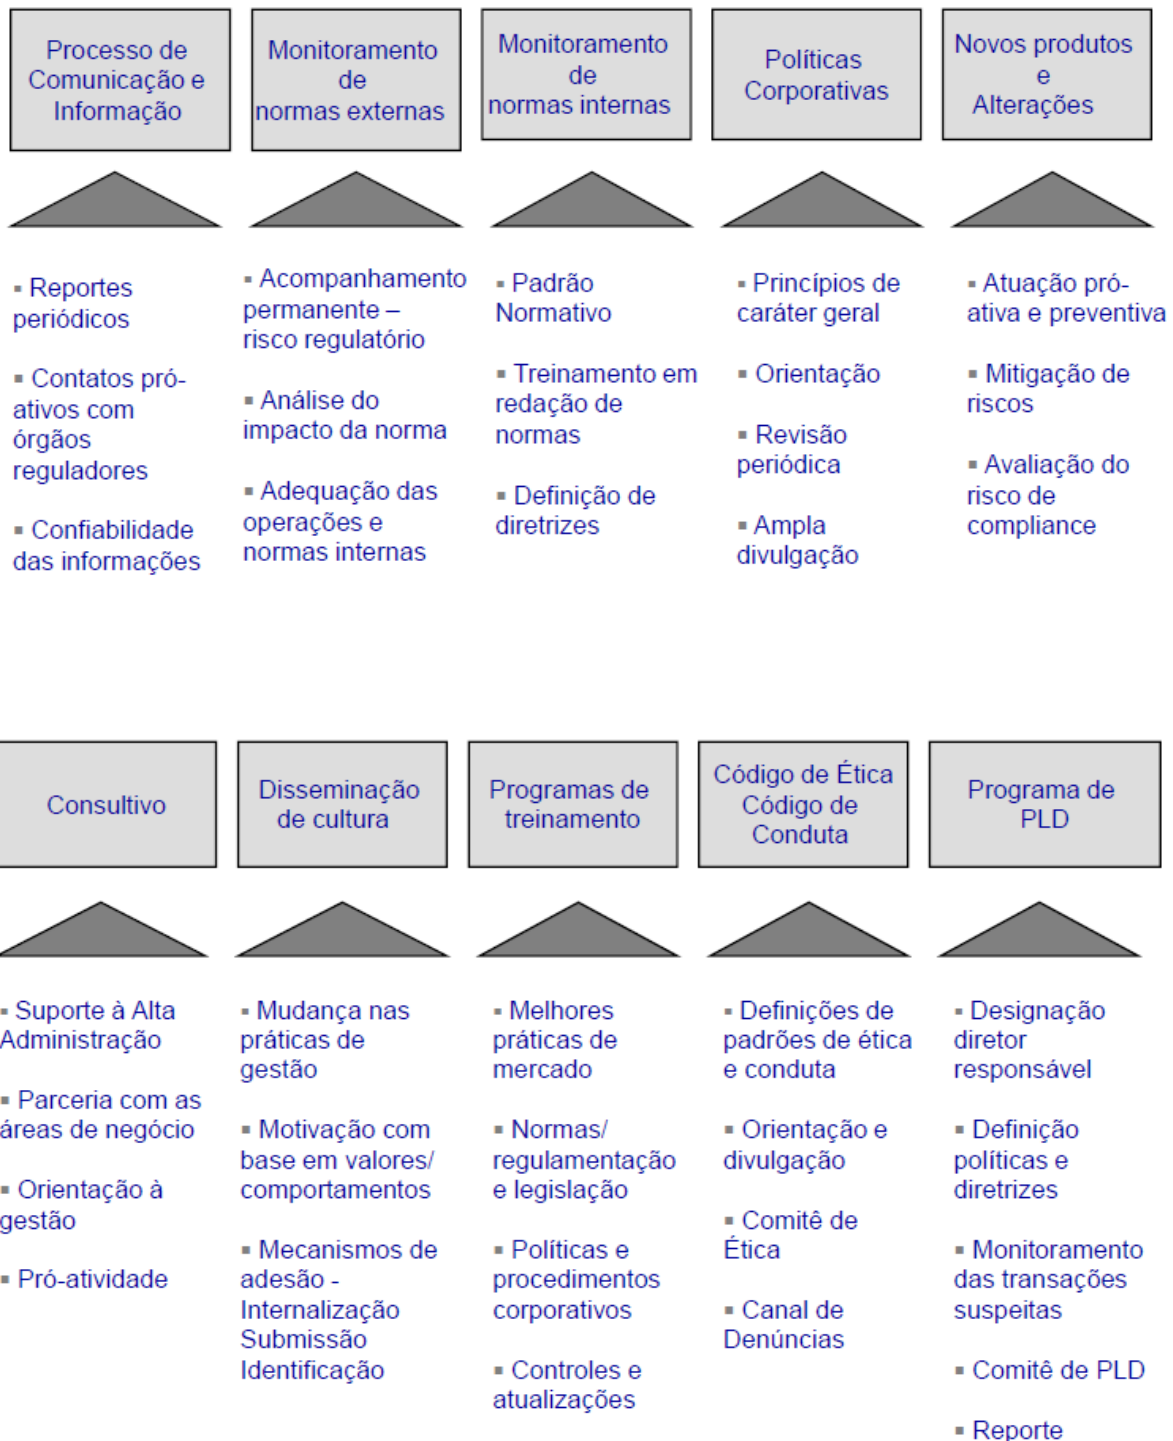 Processo de
Comunicação e
Informação
Monitoramento
de
normas externas
Monitoramento
de
normas internas
Políticas
Corporativas
Novos produtos
e
Alterações
▪ Reportes
periódicos
▪ Contatos pró-
ativos com
órgãos
reguladores
▪ Confiabilidade
das informações
▪ Acompanhamento
permanente –
risco regulatório
▪ Análise do
impacto da norma
▪ Adequação das
operações e
normas internas
▪ Padrão
Normativo
▪ Treinamento em
redação de
normas
▪ Definição de
diretrizes
▪ Princípios de
caráter geral
▪ Orientação
▪ Revisão
periódica
▪ Ampla
divulgação
▪ Atuação pró-
ativa e preventiva
▪ Mitigação de
riscos
▪ Avaliação do
risco de
compliance
Consultivo
Disseminação
de cultura
Programas de
treinamento
Código de Ética
Código de
Conduta
Programa de
PLD
▪ Suporte à Alta
Administração
▪ Parceria com as
áreas de negócio
▪ Orientação à
gestão
▪ Pró-atividade
▪ Mudança nas
práticas de
gestão
▪ Motivação com
base em valores/
comportamentos
▪ Mecanismos de
adesão -
Internalização
Submissão
Identificação
▪ Melhores
práticas de
mercado
▪ Normas/
regulamentação
e legislação
▪ Políticas e
procedimentos
corporativos
▪ Controles e
atualizações
▪ Definições de
padrões de ética
e conduta
▪ Orientação e
divulgação
▪ Comitê de
Ética
▪ Canal de
Denúncias
▪ Designação
diretor
responsável
▪ Definição
políticas e
diretrizes
▪ Monitoramento
das transações
suspeitas
▪ Comitê de PLD
▪ Reporte